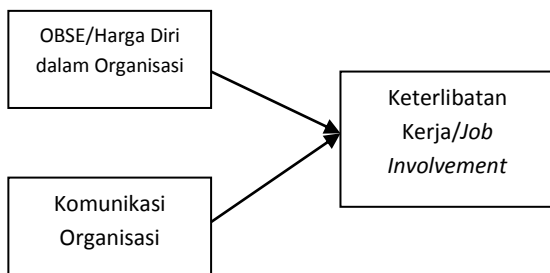 OBSE/Harga Diri
dalam Organisasi
Keterlibatan
Kerja/Job
Involvement
Komunikasi
Organisasi